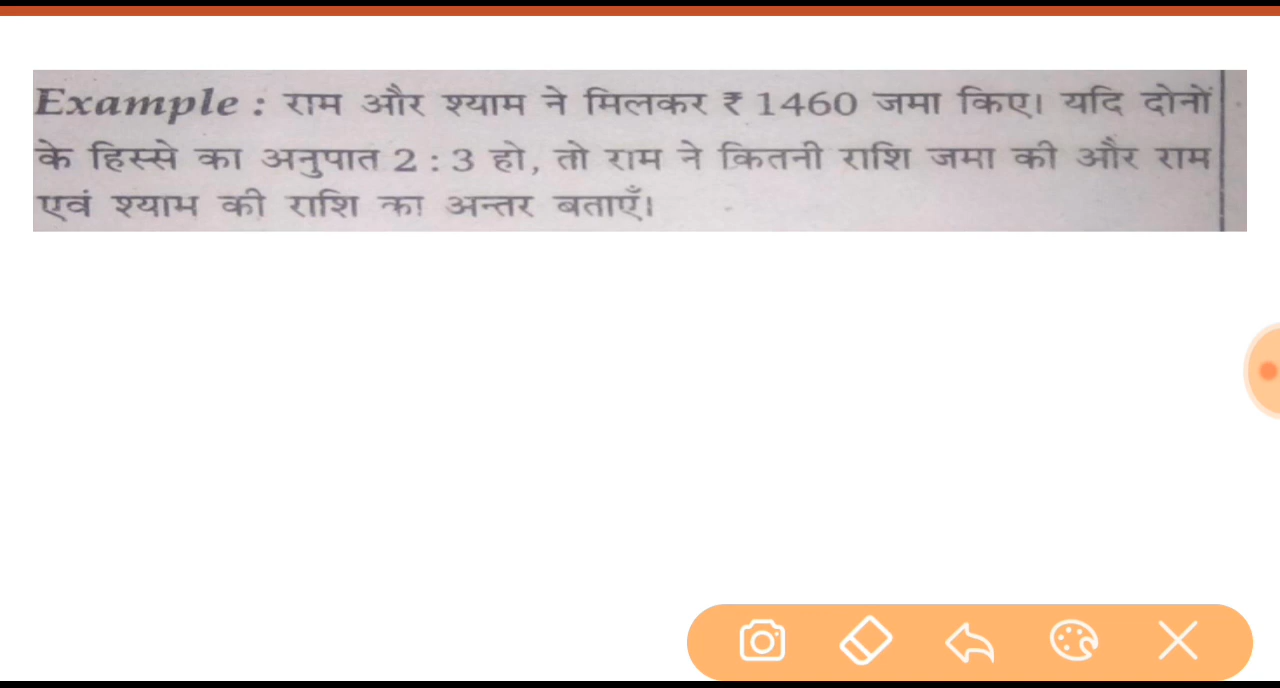 Example : राम और श्याम ने मिलकर ₹ 1460 जमा किए। यदि दोनों
के हिस्से का अनुपात 2 : 3 हो, तो राम ने कितनी राशि जमा की और राम
एवं श्याम की राशि का अन्तर बताएँ।